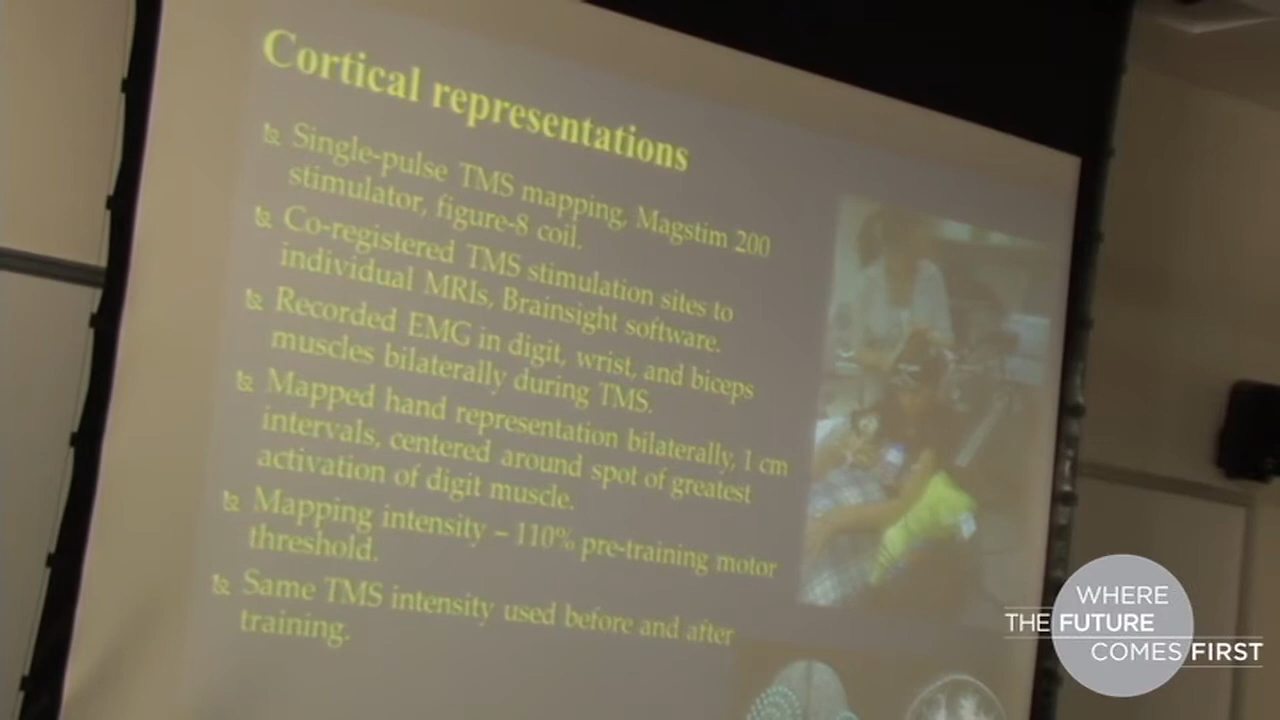 Cortical representations
Single-pulse TMS mapping, Magstim 200
stimulator, figure-8 coil.
Co-registered TMS stimulation sites to
individual MRIs, Brainsight software.
Recorded EMG in digit, wrist, and biceps
muscles bilaterally during TMS.
Mapped hand representation bilaterally, 1 cm
intervals, centered around spot of greatest
activation of digit muscle.
Mapping intensity – 110% pre-training motor
threshold.
Same TMS intensity used before and after
training.
WHERE
THE FUTURE
COMES FIRST